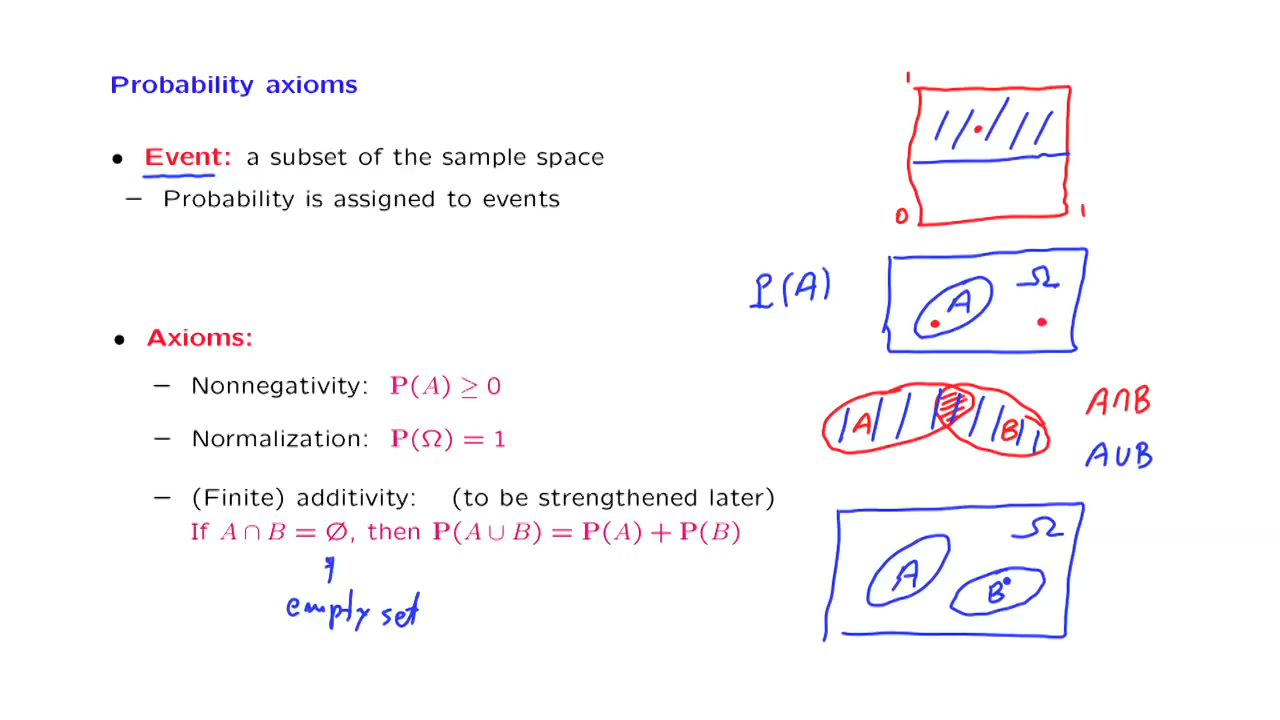 Probability axioms
• Event: a subset of the sample space
– Probability is assigned to events
• Axioms:
– Nonnegativity: P(A) ≥ 0
– Normalization: P(Ω) = 1
– (Finite) additivity: (to be strengthened later)
If A ∩ B = Ø, then P(A ∪ B) = P(A) + P(B)
empty set
1
0 1
P(A)
A Ω
A B
A∩B
A∪B
Ω
A
B